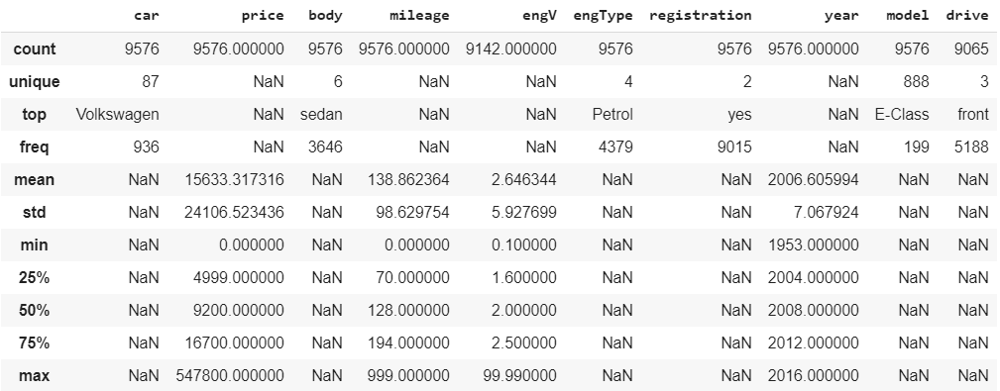 car price body mileage engV engType registration year model drive
count 9576 9576.000000 9576 9576.000000 9142.000000 9576 9576 9576.000000 9576 9065
unique 87 NaN 6 NaN NaN 4 2 NaN 888 3
top Volkswagen NaN sedan NaN NaN Petrol yes NaN E-Class front
freq 936 NaN 3646 NaN NaN 4379 9015 NaN 199 5188
mean NaN 15633.317316 NaN 138.862364 2.646344 NaN NaN 2006.605994 NaN NaN
std NaN 24106.523436 NaN 98.629754 5.927699 NaN NaN 7.067924 NaN NaN
min NaN 0.000000 NaN 0.000000 0.100000 NaN NaN 1953.000000 NaN NaN
25% NaN 4999.000000 NaN 70.000000 1.600000 NaN NaN 2004.000000 NaN NaN
50% NaN 9200.000000 NaN 128.000000 2.000000 NaN NaN 2008.000000 NaN NaN
75% NaN 16700.000000 NaN 194.000000 2.500000 NaN NaN 2012.000000 NaN NaN
max NaN 547800.000000 NaN 999.000000 99.990000 NaN NaN 2016.000000 NaN NaN